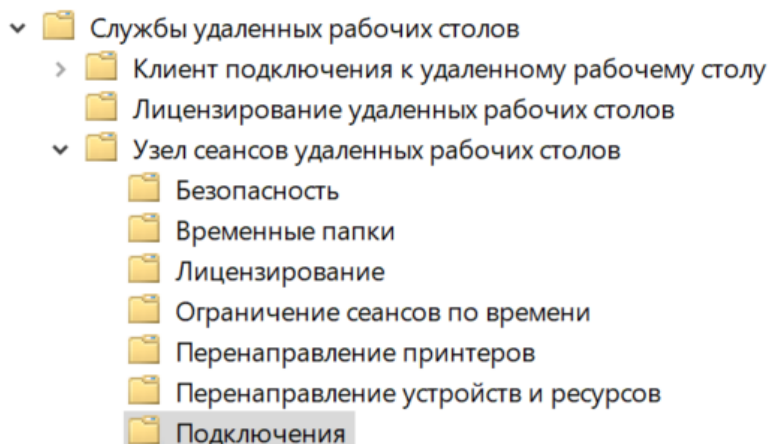 Службы удаленных рабочих столов
Клиент подключения к удаленному рабочему столу
Лицензирование удаленных рабочих столов
Узел сеансов удаленных рабочих столов
Безопасность
Временные папки
Лицензирование
Ограничение сеансов по времени
Перенаправление принтеров
Перенаправление устройств и ресурсов
Подключения